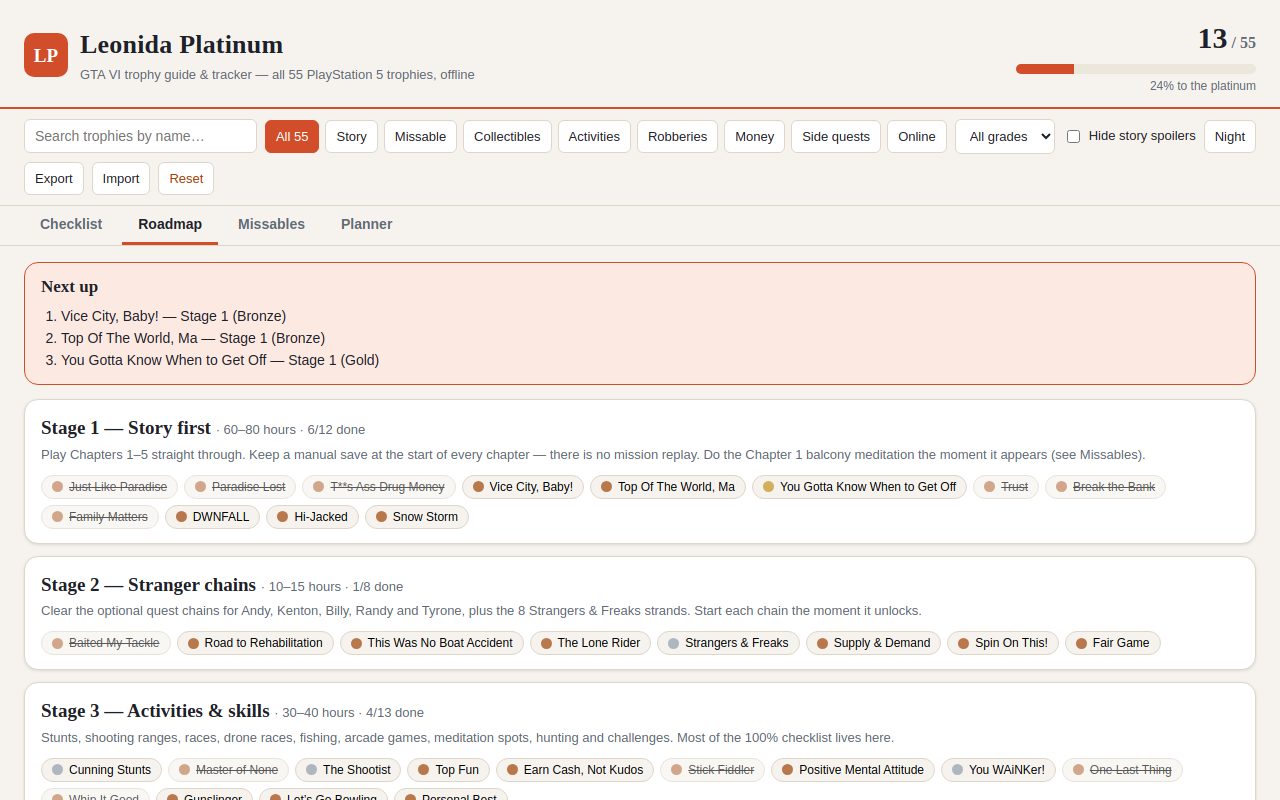 LP
Leonida Platinum
GTA VI trophy guide & tracker — all 55 PlayStation 5 trophies, offline
13 / 55
24% to the platinum
Search trophies by name…
All 55
Story
Missable
Collectibles
Activities
Robberies
Money
Side quests
Online
All grades
Hide story spoilers
Night
Export
Import
Reset
Checklist
Roadmap
Missables
Planner
Next up
1. Vice City, Baby! — Stage 1 (Bronze)
2. Top Of The World, Ma — Stage 1 (Bronze)
3. You Gotta Know When to Get Off — Stage 1 (Gold)
Stage 1 — Story first · 60–80 hours · 6/12 done
Play Chapters 1–5 straight through. Keep a manual save at the start of every chapter — there is no mission replay. Do the Chapter 1 balcony meditation the moment it appears (see Missables).
Just Like Paradise
Paradise Lost
T**s Ass Drug Money
Vice City, Baby!
Top Of The World, Ma
You Gotta Know When to Get Off
Trust
Break the Bank
Family Matters
DWNFALL
Hi-Jacked
Snow Storm
Stage 2 — Stranger chains · 10–15 hours · 1/8 done
Clear the optional quest chains for Andy, Kenton, Billy, Randy and Tyrone, plus the 8 Strangers & Freaks strands. Start each chain the moment it unlocks.
Baited My Tackle
Road to Rehabilitation
This Was No Boat Accident
The Lone Rider
Strangers & Freaks
Supply & Demand
Spin On This!
Fair Game
Stage 3 — Activities & skills · 30–40 hours · 4/13 done
Stunts, shooting ranges, races, drone races, fishing, arcade games, meditation spots, hunting and challenges. Most of the 100% checklist lives here.
Cunning Stunts
Master of None
The Shootist
Top Fun
Earn Cash, Not Kudos
Stick Fiddler
Positive Mental Attitude
You WAiNKer!
One Last Thing
Whip It Good
Gunslinger
Let's Go Bowling
Personal Best